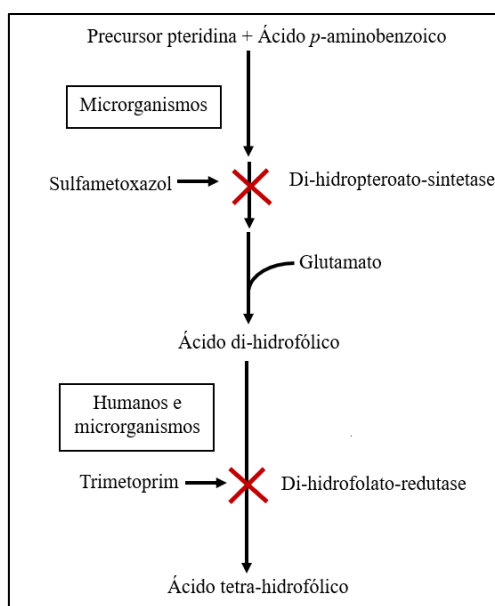 Precursor pteridina + Ácido p-aminobenzoico
Microrganismos
Sulfametoxazol
Di-hidropteroato-sintetase
Glutamato
Ácido di-hidrofólico
Humanos e
microrganismos
Trimetoprim
Di-hidrofolato-redutase
Ácido tetra-hidrofólico